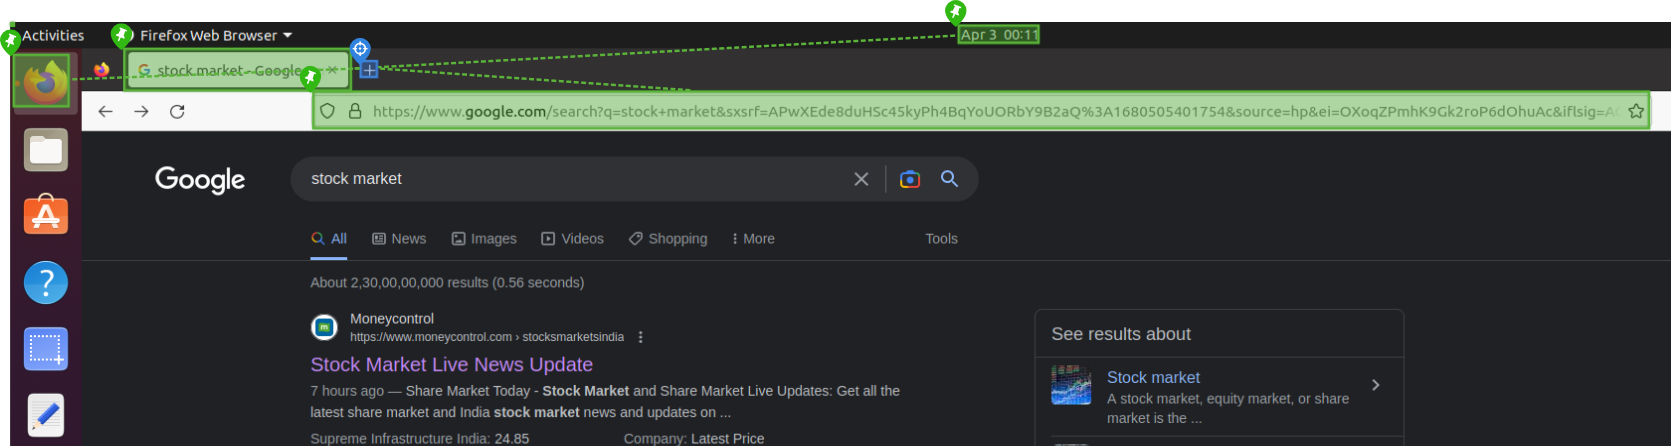 Activities Firefox Web Browser Apr 3 00:11
stock market - Google
https://www.google.com/search?q=stock+market&sxsrf=APwXEde8duHSc45kyPh4BqYoUORbY9B2aQ%3A1680505401754&source=hp&ei=OXoqZPmhK9Gk2roP6dOhuAc&iflsig=AO
Google stock market
All News Images Videos Shopping More Tools
About 2,30,00,00,000 results (0.56 seconds)
Moneycontrol
https://www.moneycontrol.com › stocksmarketsindia
Stock Market Live News Update
7 hours ago — Share Market Today - Stock Market and Share Market Live Updates: Get all the
latest share market and India stock market news and updates on ...
Supreme Infrastructure India: 24.85 Company: Latest Price
See results about
Stock market
A stock market, equity market, or share
market is the ...